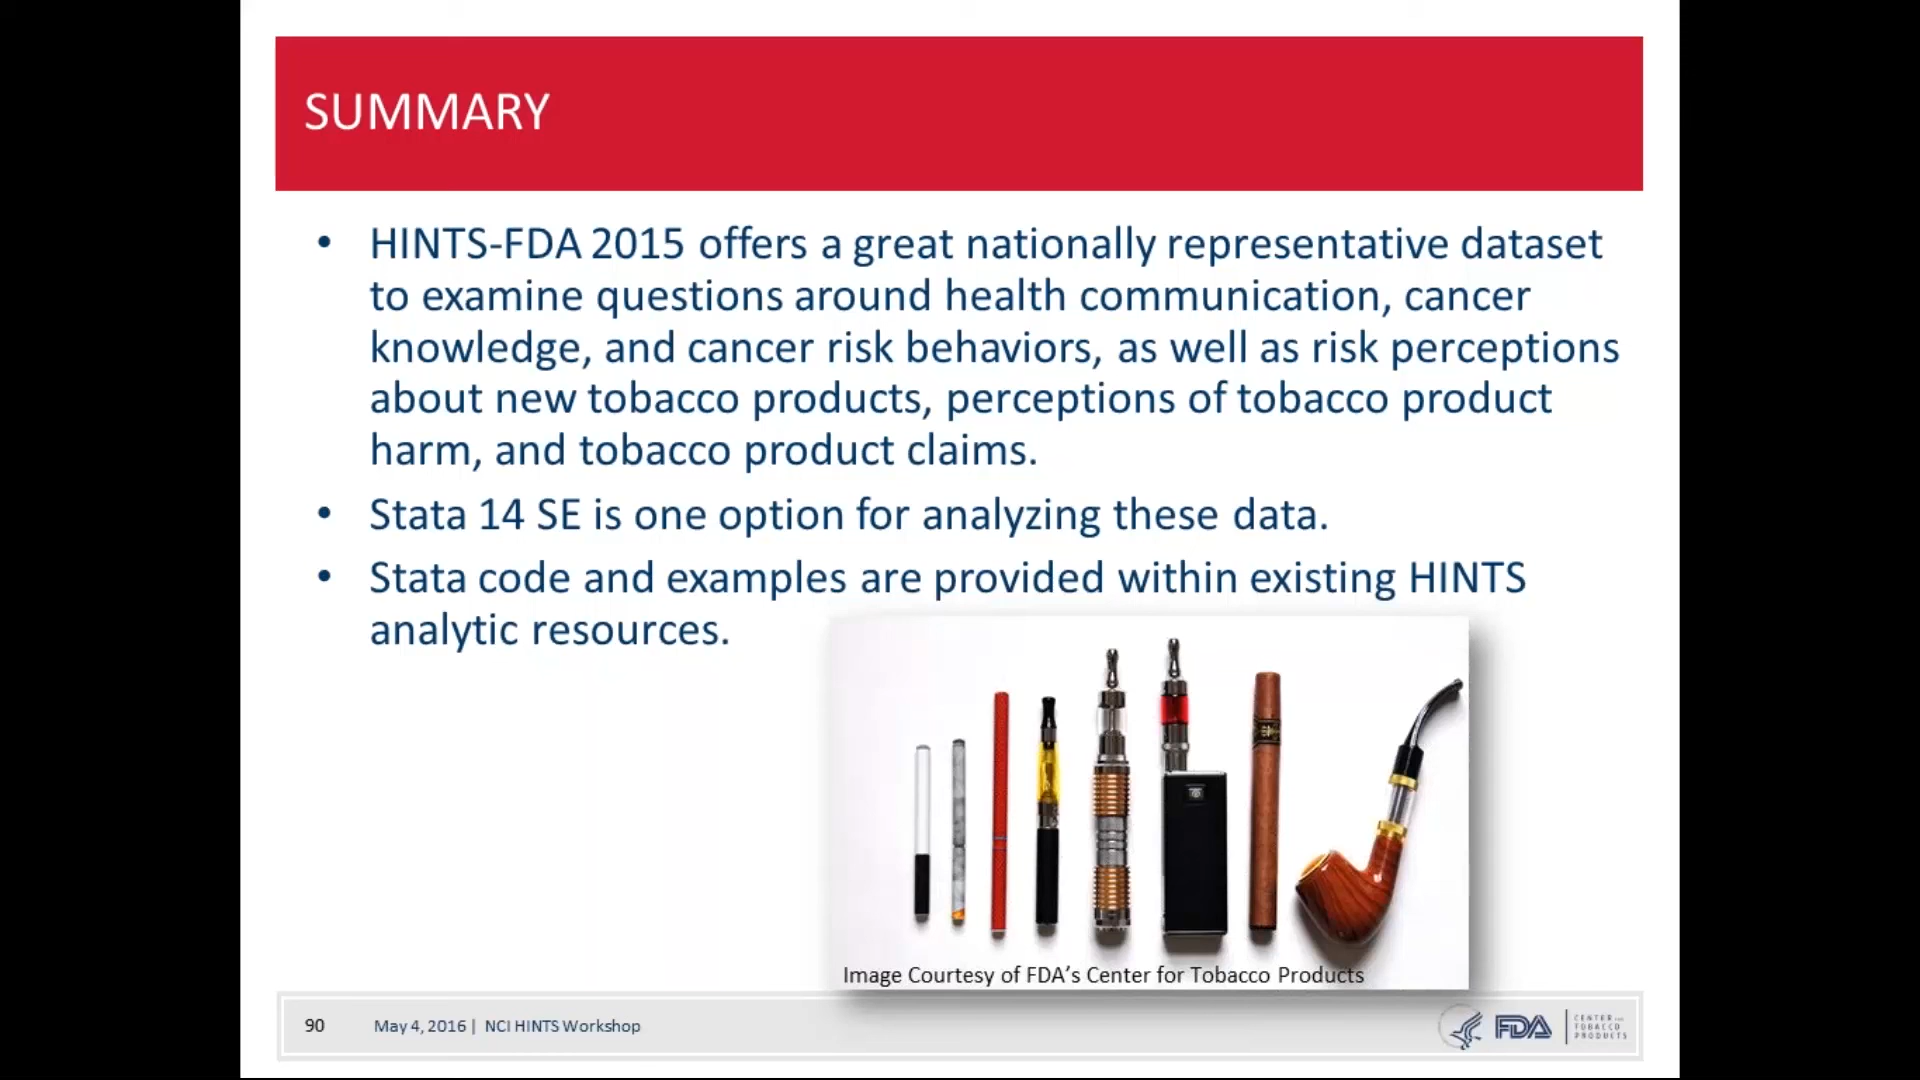 SUMMARY
• HINTS-FDA 2015 offers a great nationally representative dataset
to examine questions around health communication, cancer
knowledge, and cancer risk behaviors, as well as risk perceptions
about new tobacco products, perceptions of tobacco product
harm, and tobacco product claims.
• Stata 14 SE is one option for analyzing these data.
• Stata code and examples are provided within existing HINTS
analytic resources.
Image Courtesy of FDA's Center for Tobacco Products
90 May 4, 2016 | NCI HINTS Workshop
FDA
CENTER FOR
TOBACCO
PRODUCTS